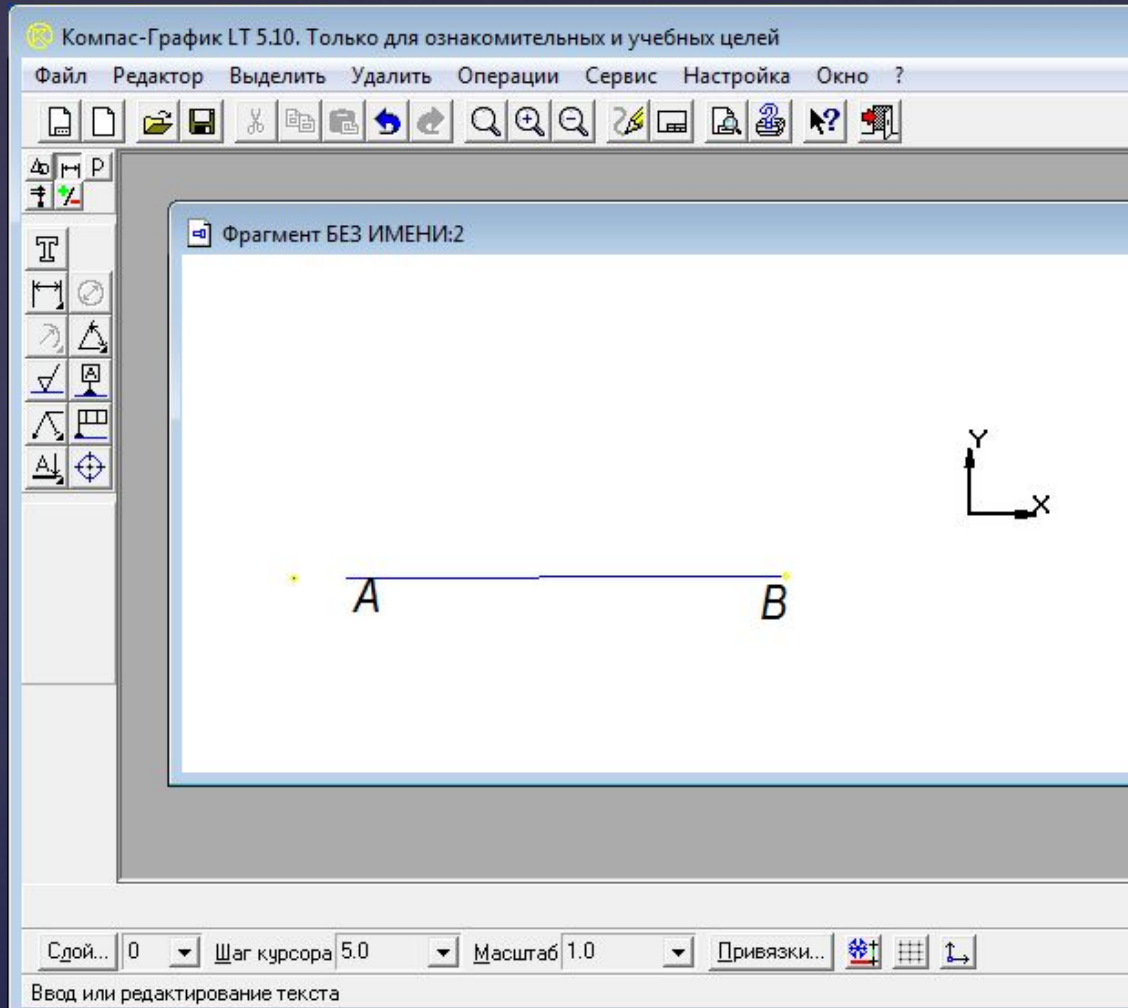 Компас-График LT 5.10. Только для ознакомительных и учебных целей
Файл Редактор Выделить Удалить Операции Сервис Настройка Окно ?
P
Фрагмент БЕЗ ИМЕНИ:2
T
A
A
Y
X
A
B
Слой... 0 Шаг курсора 5.0 Масштаб 1.0 Привязки...
Ввод или редактирование текста